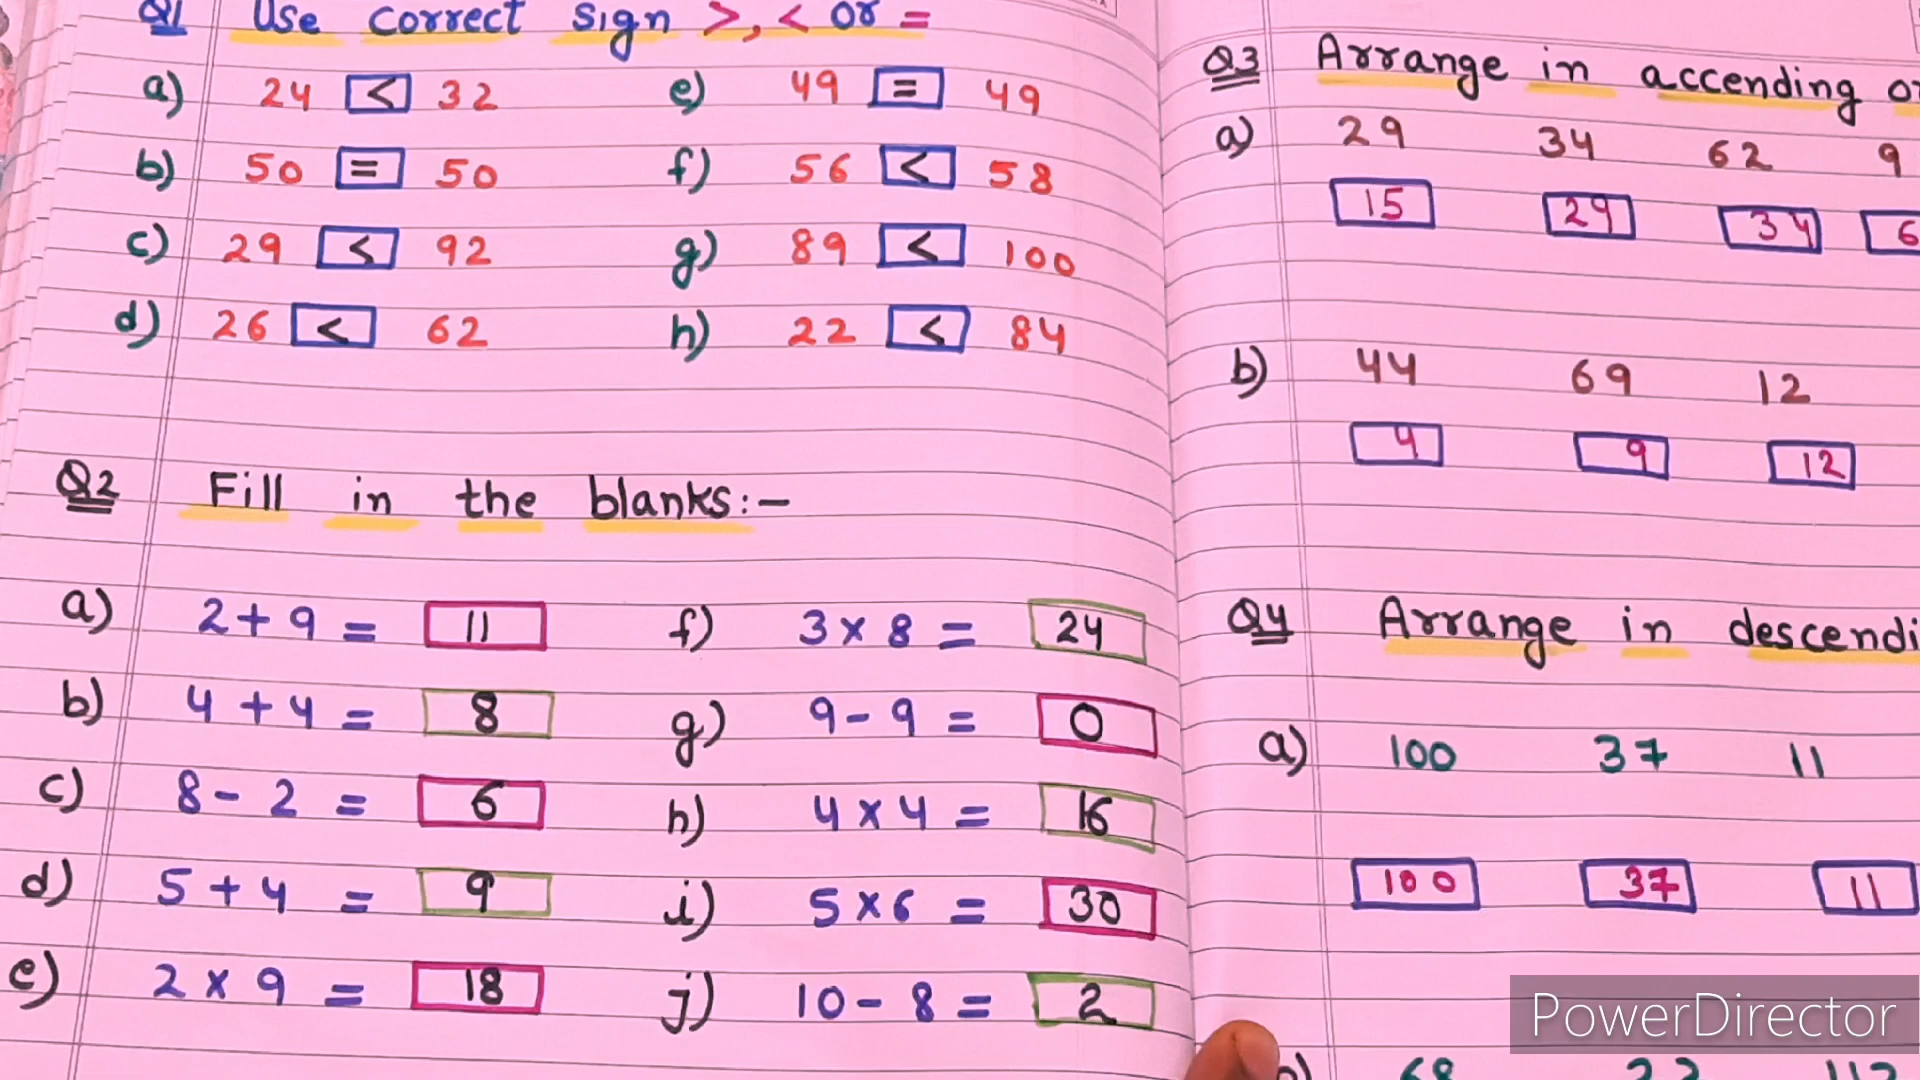 Q1 Use correct sign >, < or =
a) 24 < 32 e) 49 = 49
b) 50 = 50 f) 56 < 58
c) 29 < 92 g) 89 < 100
d) 26 < 62 h) 22 < 84
Q2 Fill in the blanks:-
a) 2 + 9 = 11 f) 3 x 8 = 24
b) 4 + 4 = 8 g) 9 - 9 = 0
c) 8 - 2 = 6 h) 4 x 4 = 16
d) 5 + 4 = 9 i) 5 x 6 = 30
e) 2 x 9 = 18 j) 10 - 8 = 2
Q3 Arrange in accending
a) 29 34 62 9
15 29 34 6
b) 44 69 12
4 9 12
Q4 Arrange in descendi
a) 100 37 11
100 37 11
68
PowerDirector